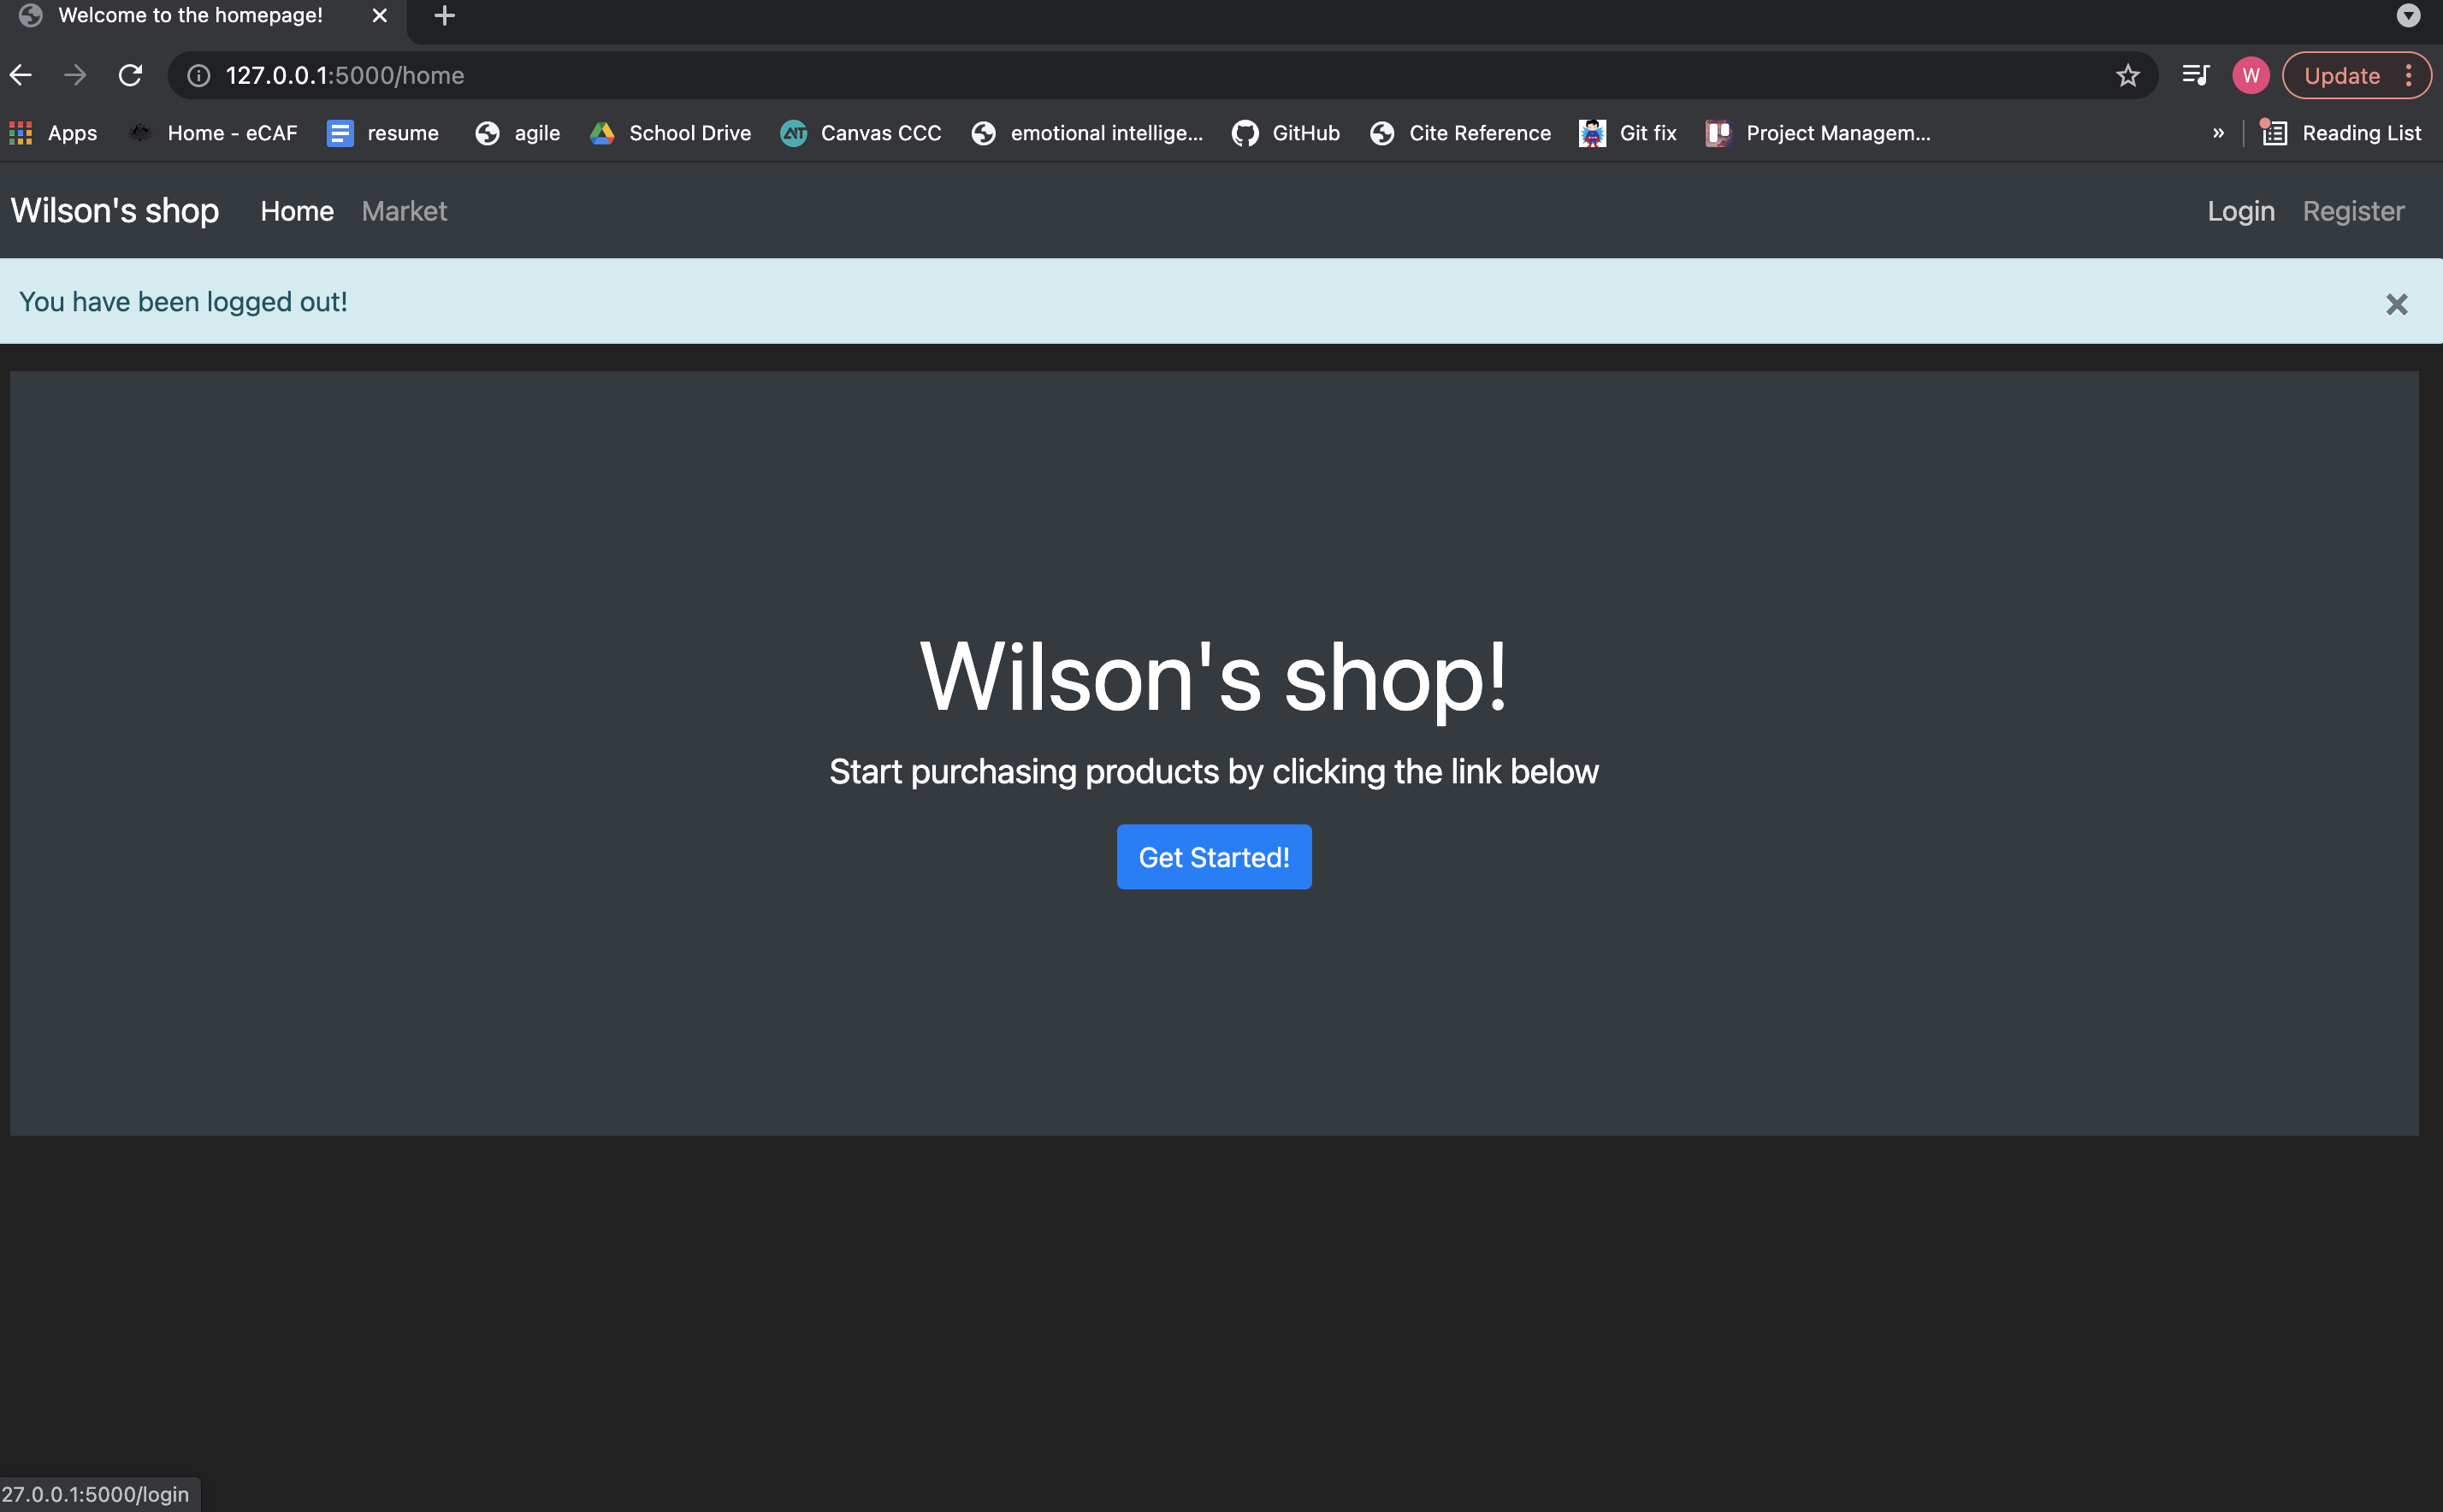 Welcome to the homepage!
127.0.0.1:5000/home
W
Update
Apps
Home - eCAF
resume
agile
School Drive
Canvas CCC
emotional intellige...
GitHub
Cite Reference
Git fix
Project Managem...
»
Reading List
Wilson's shop
Home
Market
Login
Register
You have been logged out!
Wilson's shop!
Start purchasing products by clicking the link below
Get Started!
27.0.0.1:5000/login